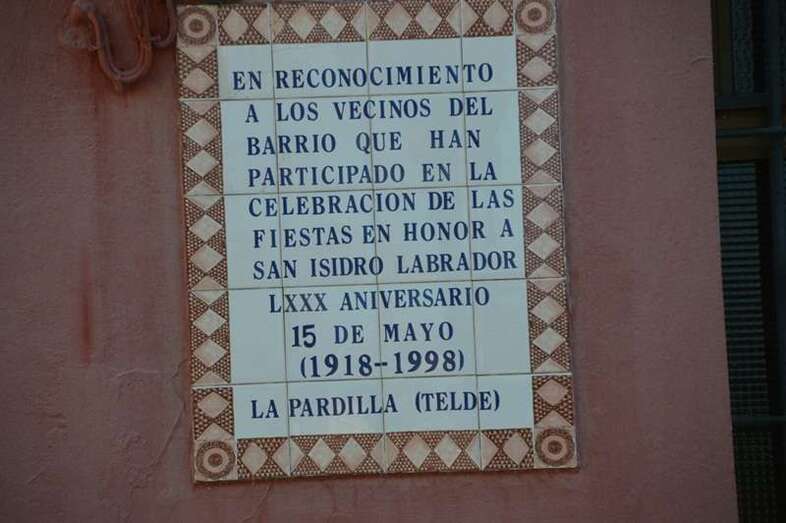 EN RECONOCIMIENTO
A LOS VECINOS DEL
BARRIO QUE HAN
PARTICIPADO EN LA
CELEBRACION DE LAS
FIESTAS EN HONOR A
SAN ISIDRO LABRADOR
LXXX ANIVERSARIO
15 DE MAYO
(1918-1998)
LA PARDILLA (TELDE)